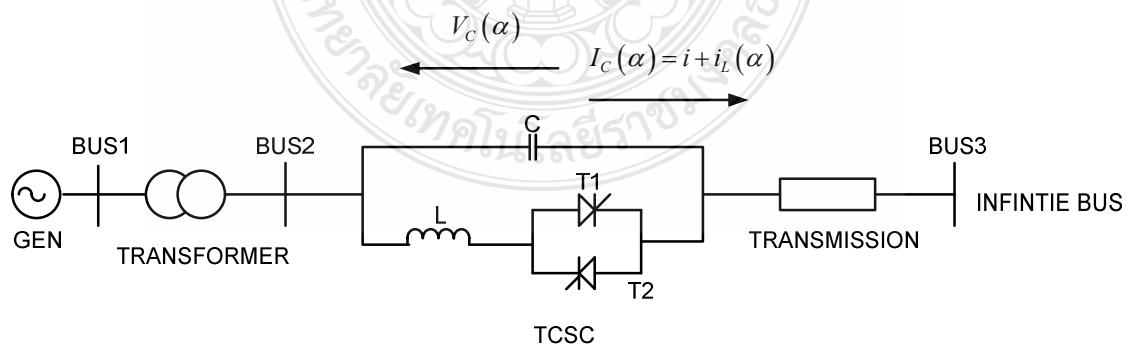 V_C(α)
I_C(α)=i+i_L(α)
C
BUS1
BUS2
BUS3
T1
L
INFINTIE BUS
GEN
TRANSFORMER
TRANSMISSION
T2
TCSC